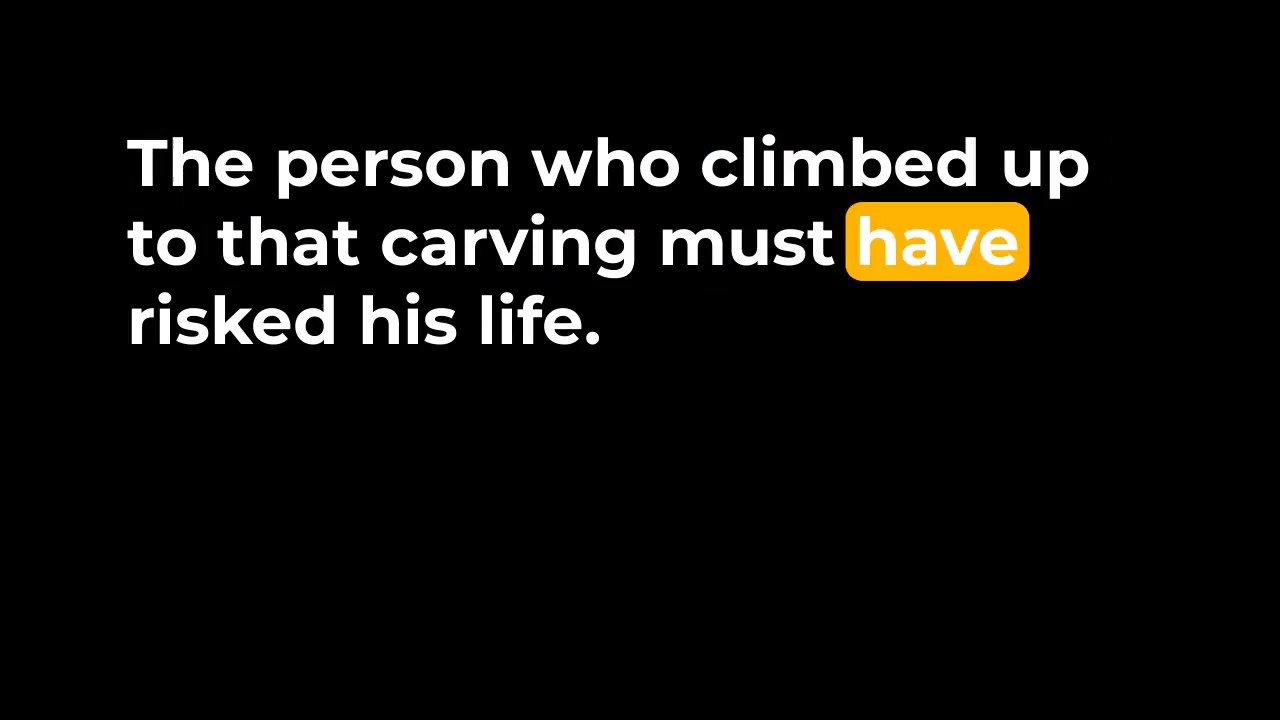 The person who climbed up
to that carving must have
risked his life.